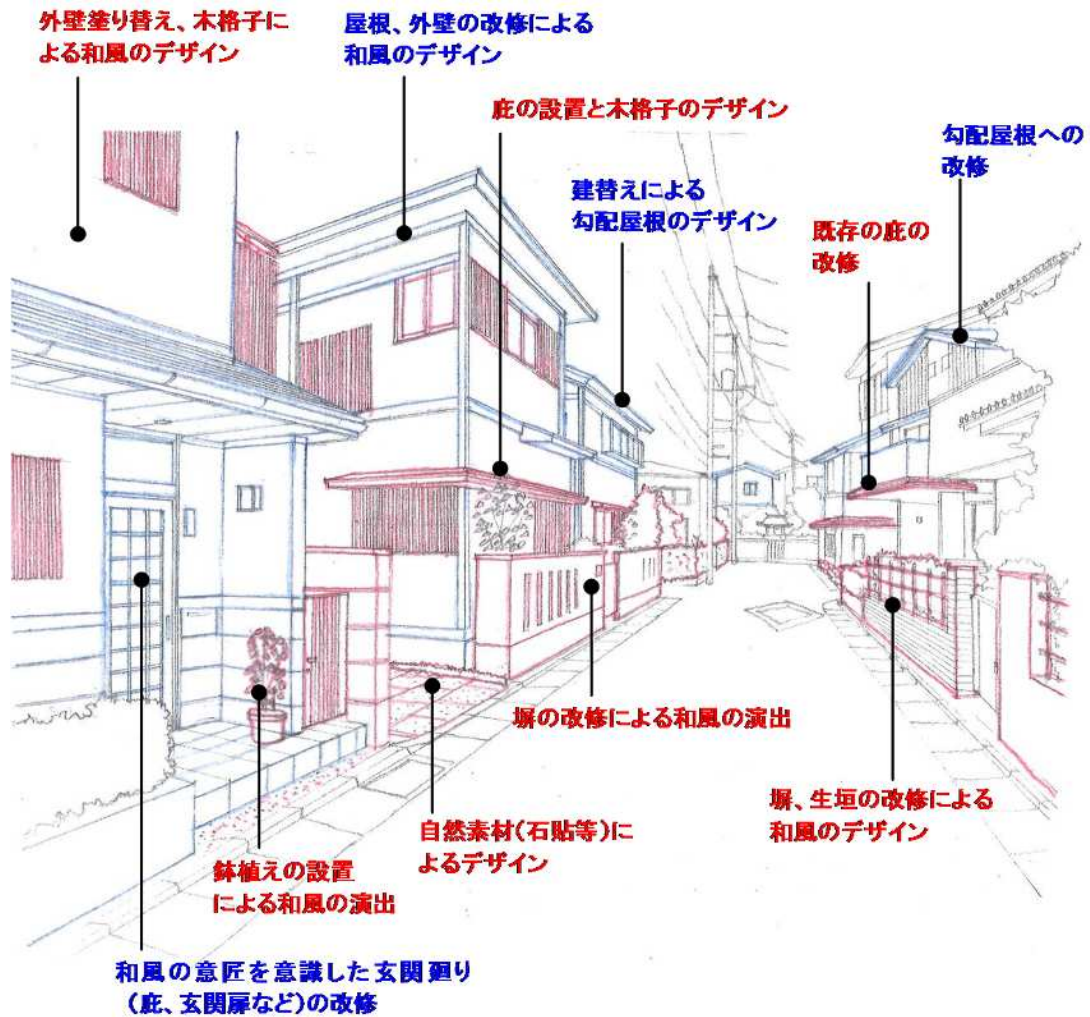 外壁塗り替え、木格子に
よる和風のデザイン
屋根、外壁の改修による
和風のデザイン
庇の設置と木格子のデザイン
勾配屋根への
改修
建替えによる
勾配屋根のデザイン
既存の庇の
改修
塀の改修による和風の演出
塀、生垣の改修による
和風のデザイン
自然素材(石貼等)に
よるデザイン
鉢植えの設置
による和風の演出
和風の意匠を意識した玄関廻り
(庇、玄関扉など)の改修